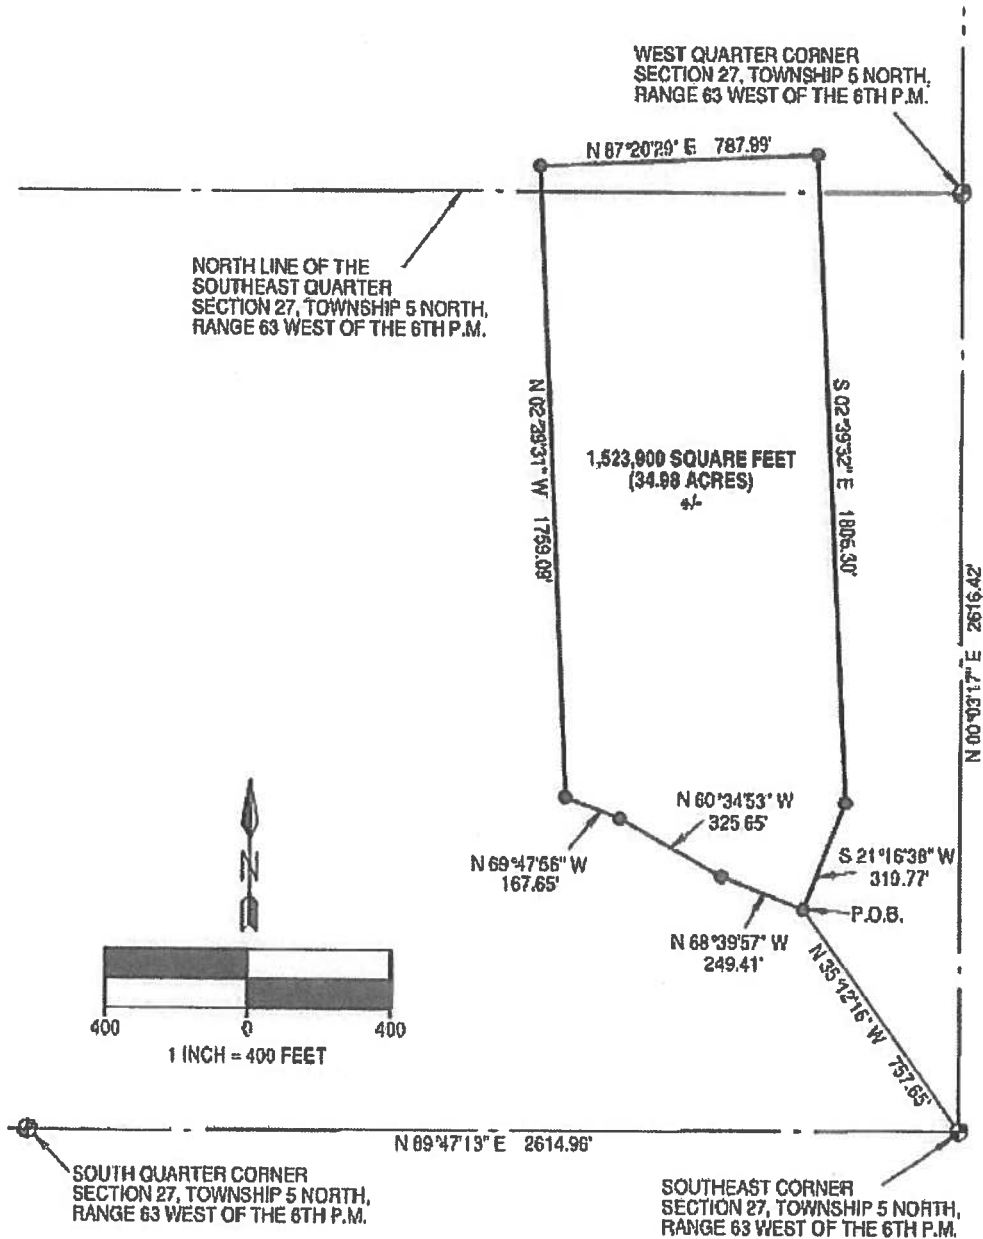 WEST QUARTER CORNER
SECTION 27, TOWNSHIP 5 NORTH,
RANGE 63 WEST OF THE 6TH P.M.
N 87°20'29" E 787.99'
NORTH LINE OF THE
SOUTHEAST QUARTER
SECTION 27, TOWNSHIP 5 NORTH,
RANGE 63 WEST OF THE 6TH P.M.
N 02°39'31" W 1759.09'
1,523,900 SQUARE FEET
(34.98 ACRES)
+/-
S 02°39'32" E 1806.30'
N 00°03'17" E 2616.42'
N 60°34'53" W
325.65'
N 69°47'56" W
167.65'
S 21°16'38" W
319.77'
P.O.B.
N 68°39'57" W
249.41'
N 35°12'16" W 757.65'
N
400 0 400
1 INCH = 400 FEET
N 89°47'13" E 2614.96'
SOUTH QUARTER CORNER
SECTION 27, TOWNSHIP 5 NORTH,
RANGE 63 WEST OF THE 6TH P.M.
SOUTHEAST CORNER
SECTION 27, TOWNSHIP 5 NORTH,
RANGE 63 WEST OF THE 6TH P.M.